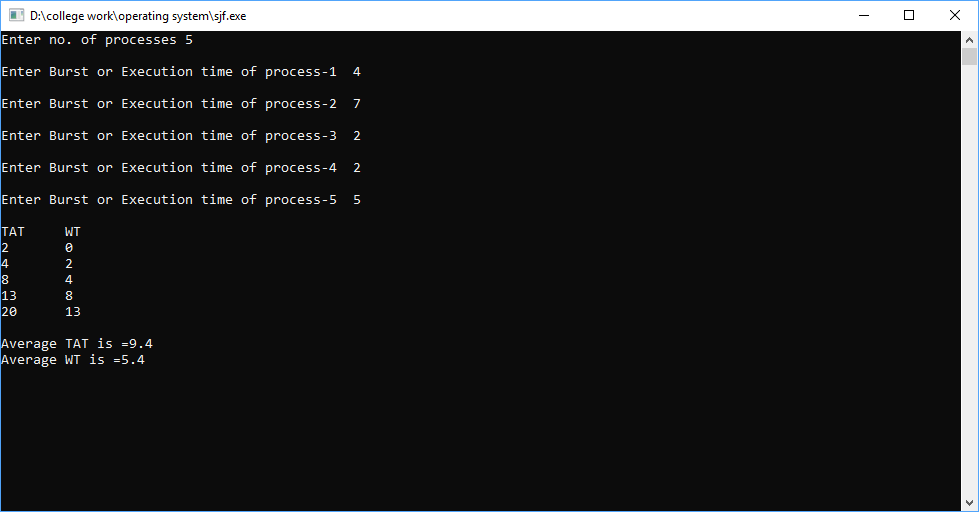 D:\college work\operating system\sjf.exe
Enter no. of processes 5
Enter Burst or Execution time of process-1  4
Enter Burst or Execution time of process-2  7
Enter Burst or Execution time of process-3  2
Enter Burst or Execution time of process-4  2
Enter Burst or Execution time of process-5  5
TAT     WT
2       0
4       2
8       4
13      8
20      13
Average TAT is =9.4
Average WT is =5.4